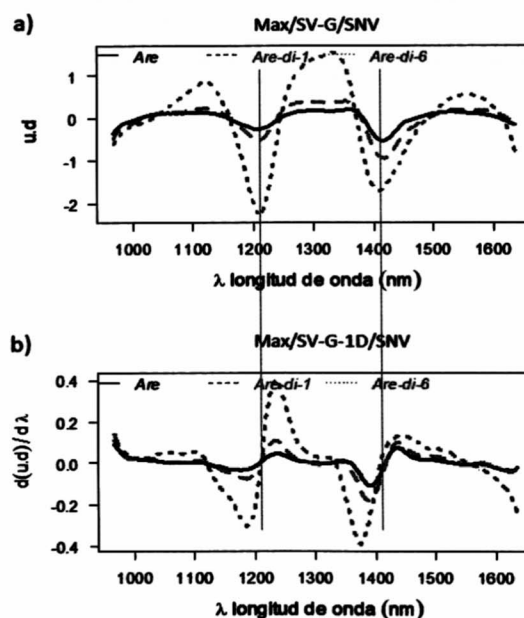 a)
Max/SV-G/SNV
Are Are-di-1 Are-di-6
u.d
1
0
-1
-2
1000 1100 1200 1300 1400 1500 1600
λ longitud de onda (nm)
b)
Max/SV-G-1D/SNV
Are Are-di-1 Are-di-6
d(u.d)/dλ
0.4
0.2
0.0
-0.2
-0.4
1000 1100 1200 1300 1400 1500 1600
λ longitud de onda (nm)